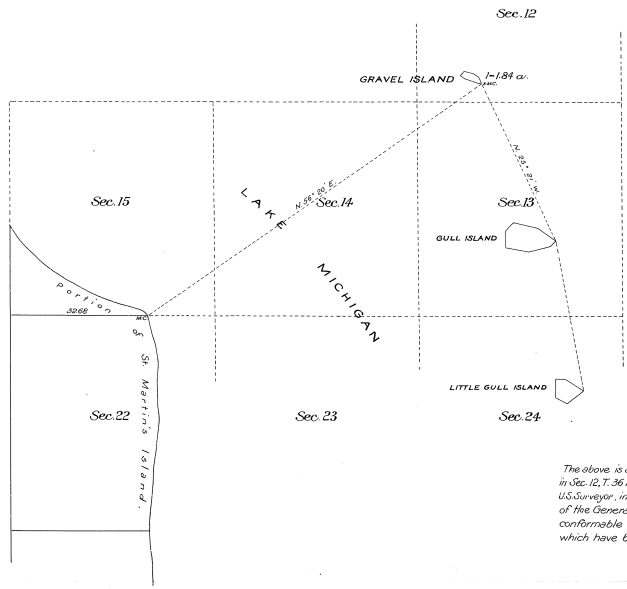 Sec. 12
GRAVEL ISLAND
1-1.84 a.
M.C.
N. 25° 21' W.
Sec. 15
LAKE
N. 56° 20' E.
Sec. 14
Sec. 13
GULL ISLAND
MICHIGAN
Portion
32.68
M.C.
of
St. Martin's Island.
LITTLE GULL ISLAND
Sec. 22
Sec. 23
Sec. 24
The above is
in Sec. 12, T. 36
U.S. Surveyor, in
of the
conformable
which have b